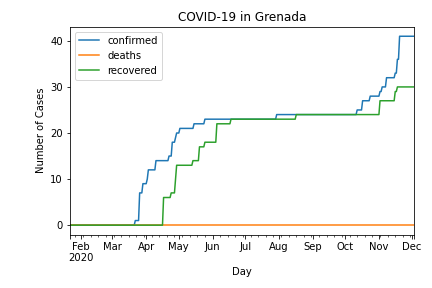 COVID-19 in Grenada
confirmed
deaths
recovered
40
30
20
10
0
Number of Cases
Feb Mar Apr May Jun Jul Aug Sep Oct Nov Dec
2020
Day